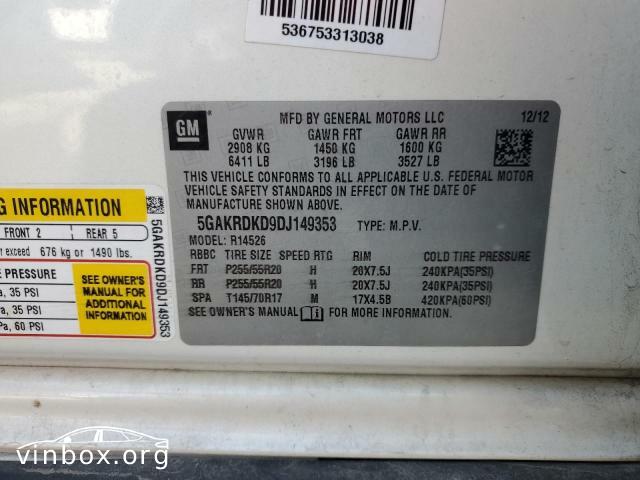 536753313038
GM
MFD BY GENERAL MOTORS LLC 12/12
GVWR GAWR FRT GAWR RR
2908 KG 1450 KG 1600 KG
6411 LB 3196 LB 3527 LB
THIS VEHICLE CONFORMS TO ALL APPLICABLE U.S. FEDERAL MOTOR
VEHICLE SAFETY STANDARDS IN EFFECT ON THE DATE OF
MANUFACTURE SHOWN ABOVE.
5GAKRDKD9DJ149353 TYPE: M.P.V.
MODEL: R14526
RBBC TIRE SIZE SPEED RTG RIM COLD TIRE PRESSURE
FRT P255/55R20 H 20X7.5J 240KPA(35PSI)
RR P255/55R20 H 20X7.5J 240KPA(35PSI)
SPA T145/70R17 M 17X4.5B 420KPA(60PSI)
SEE OWNER'S MANUAL i FOR MORE INFORMATION.
G INFORMATION
FRONT 2 REAR 5
exceed 676 kg or 1490 lbs.
E PRESSURE
a, 35 PSI
a, 35 PSI
Pa, 60 PSI
SEE OWNER'S
MANUAL FOR
ADDITIONAL
INFORMATION
5GAKRDKD9DJ149353
vinbox.org